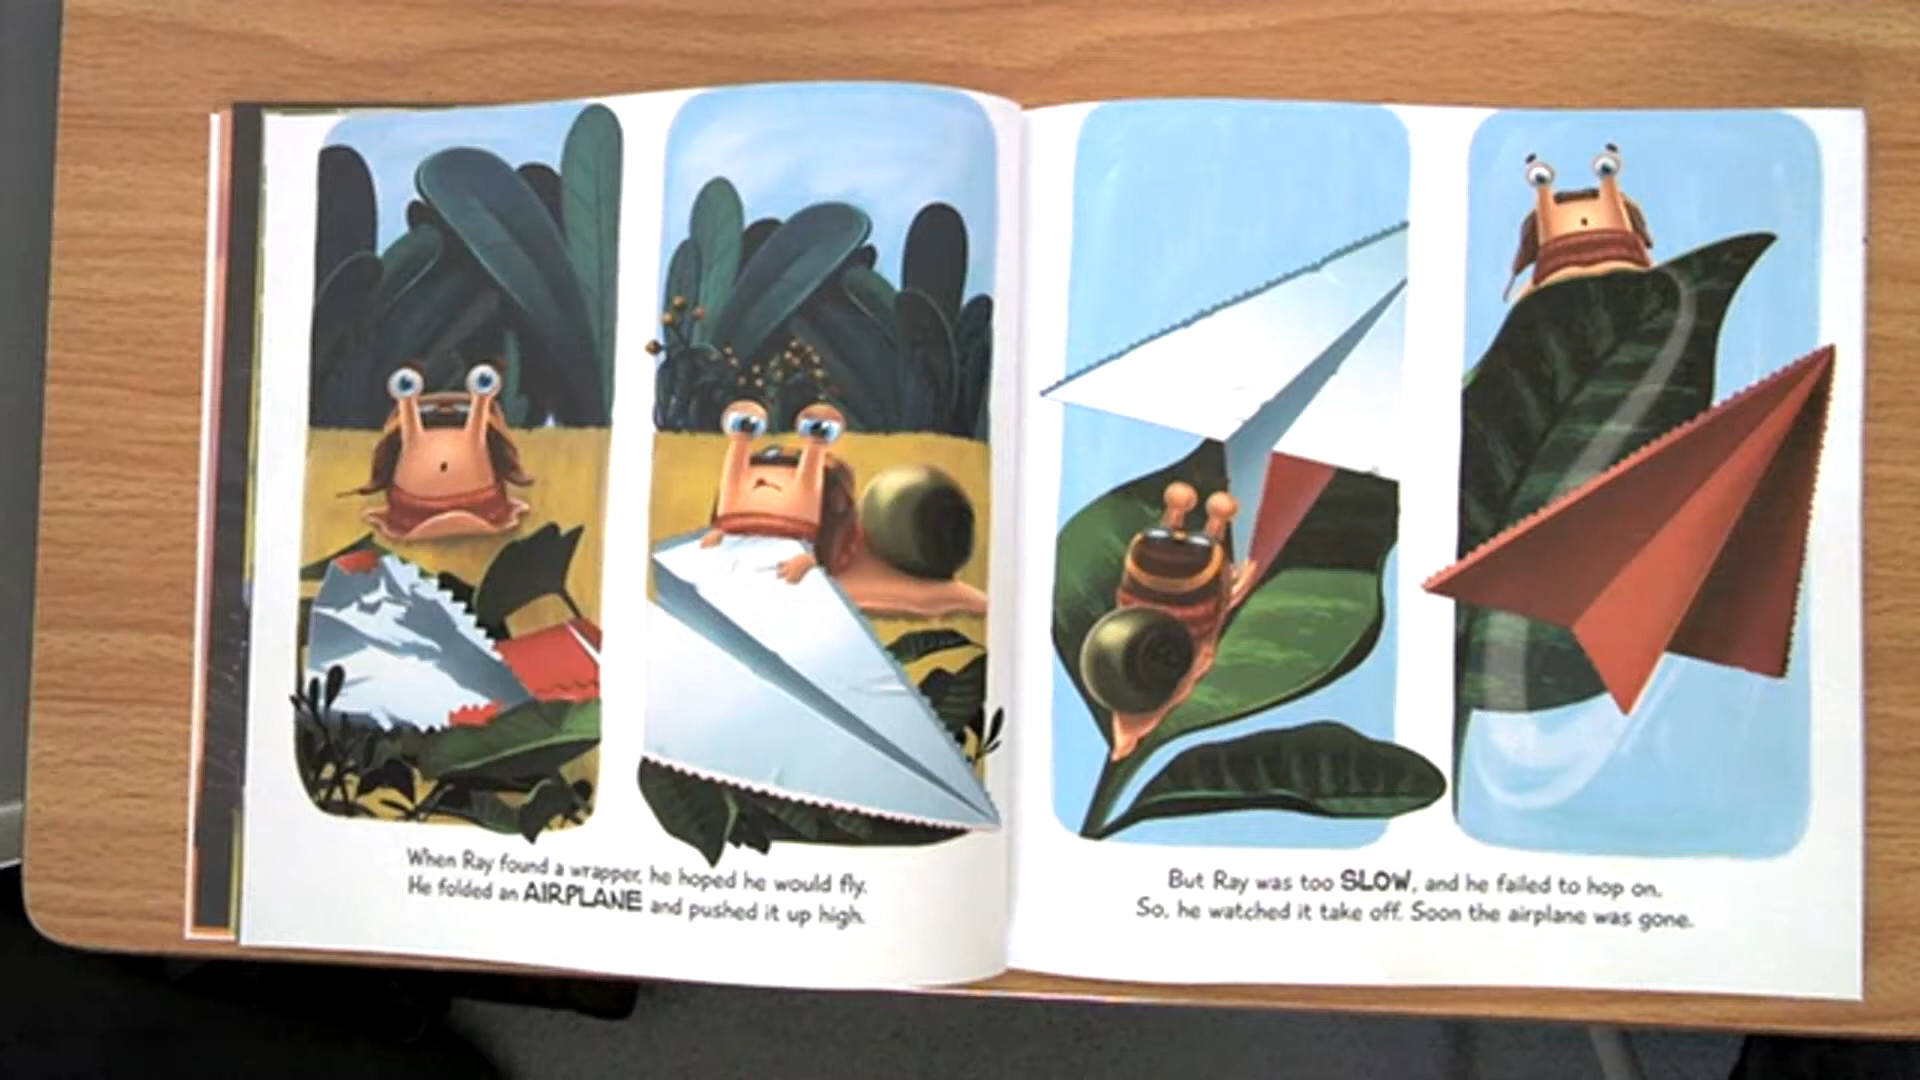 When Ray found a wrapper, he hoped he would fly.
He folded an AIRPLANE and pushed it up high.
But Ray was too SLOW, and he failed to hop on.
So, he watched it take off. Soon the airplane was gone.